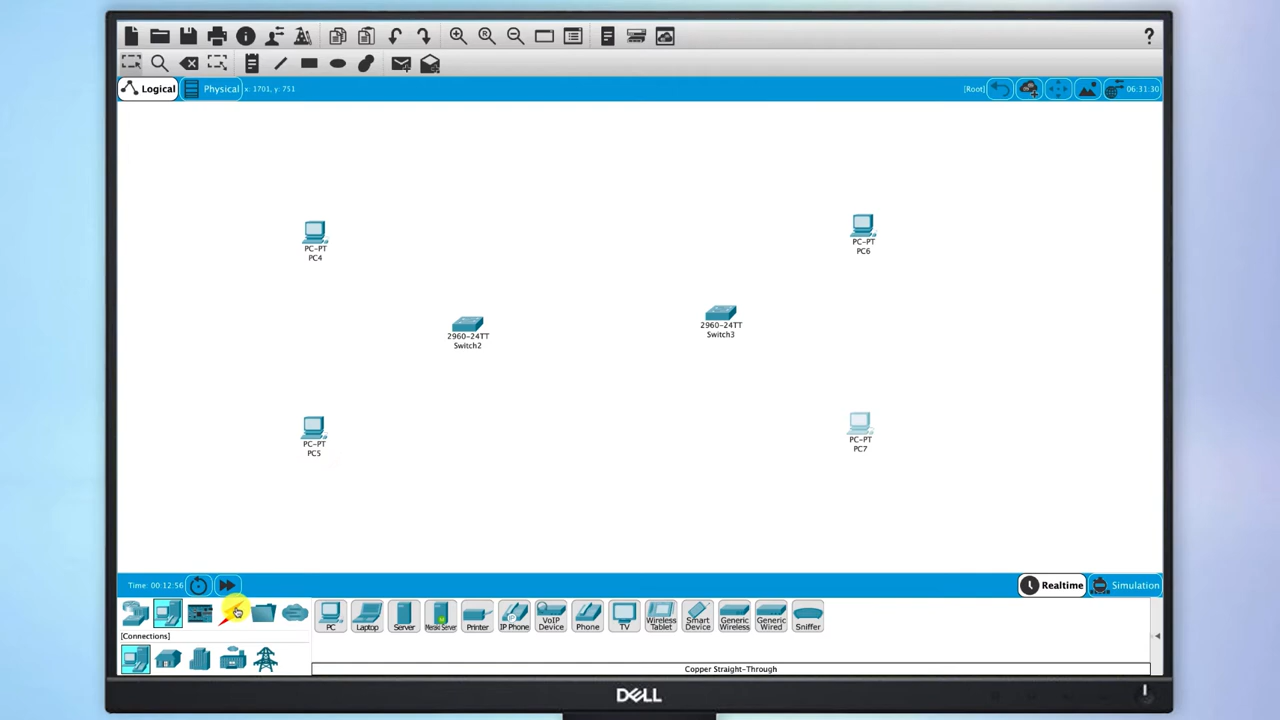 ?
Logical
Physical
x: 1701, y: 751
[Root]
06:31:30
PC-PT
PC4
PC-PT
PC6
2960-24TT
Switch2
2960-24TT
Switch3
PC-PT
PC5
PC-PT
PC7
Time: 00:12:56
Realtime
Simulation
PC
Laptop
Server
Meraki Server
Printer
IP Phone
VoIP
Device
Phone
TV
Wireless
Tablet
Smart
Device
Generic
Wireless
Generic
Wired
Sniffer
[Connections]
Copper Straight-Through
DELL